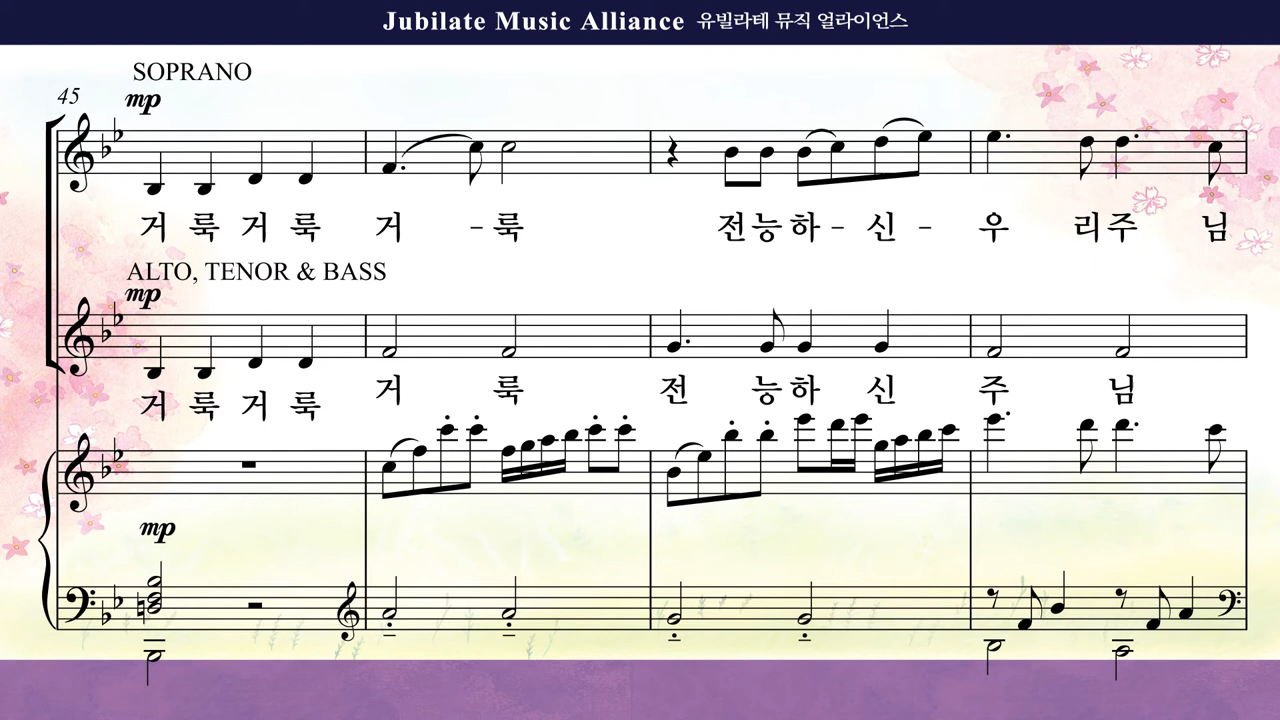 Jubilate Music Alliance 유빌라테 뮤직 얼라이언스
SOPRANO
45
mp
거 룩 거 룩 거 - 룩 전 능 하 - 신 - 우 리 주 님
ALTO, TENOR & BASS
mp
거 룩 거 룩 거 룩 전 능 하 신 주 님
mp